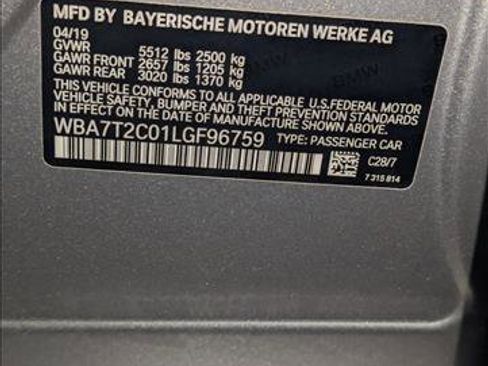 MFD BY BAYERISCHE MOTOREN WERKE AG
04/19
GVWR 5512 lbs 2500 kg
GAWR FRONT 2657 lbs 1205 kg
GAWR REAR 3020 lbs 1370 kg
THIS VEHICLE CONFORMS TO ALL APPLICABLE U.S.FEDERAL MOTOR
VEHICLE SAFETY, BUMPER, AND THEFT PREVENTION STANDARDS
IN EFFECT ON THE DATE OF MANUFACTURE SHOWN ABOVE.
WBA7T2C01LGF96759 TYPE: PASSENGER CAR
C28/7
7 315 814
BMW